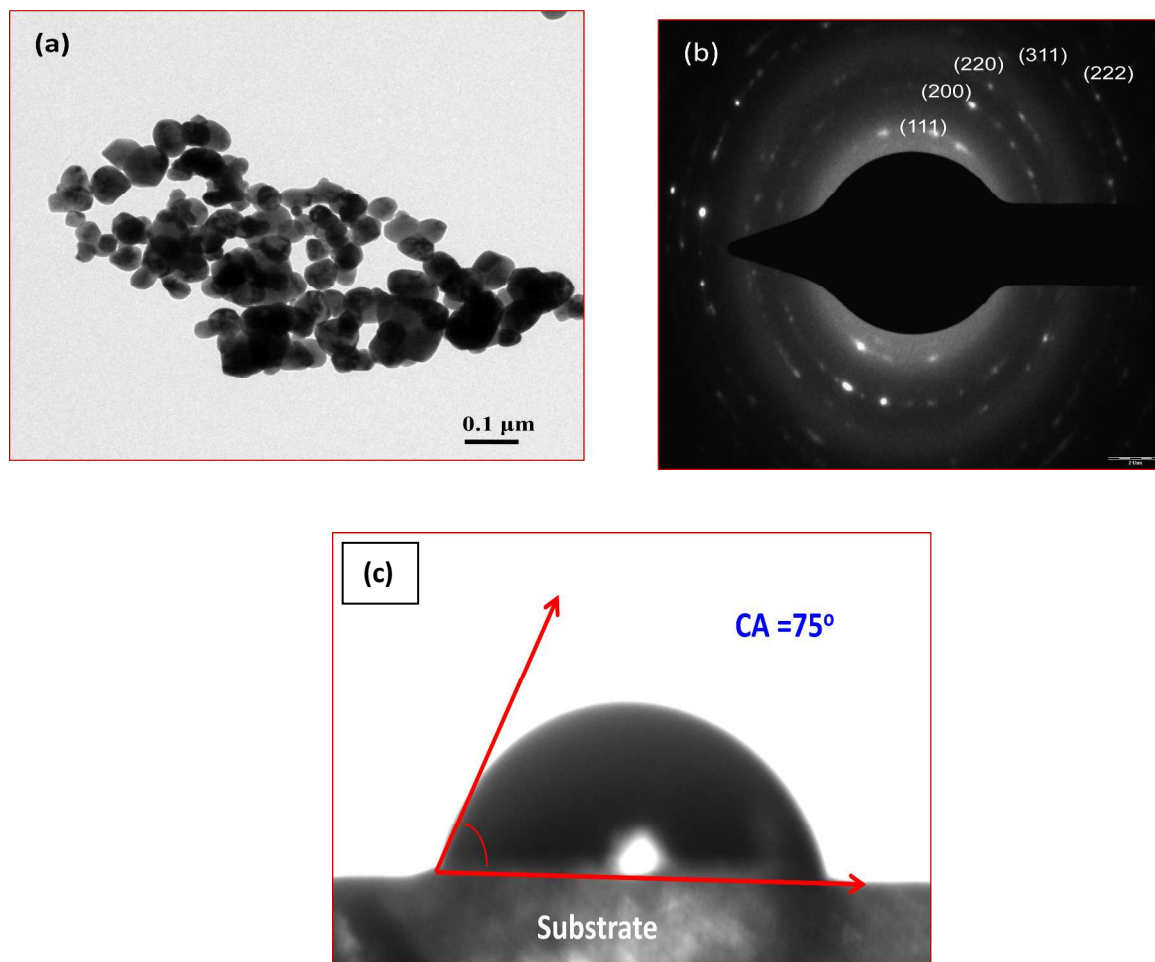 (a)
0.1 µm
(b)
(311)
(220)
(222)
(200)
(111)
(c)
CA =75º
Substrate